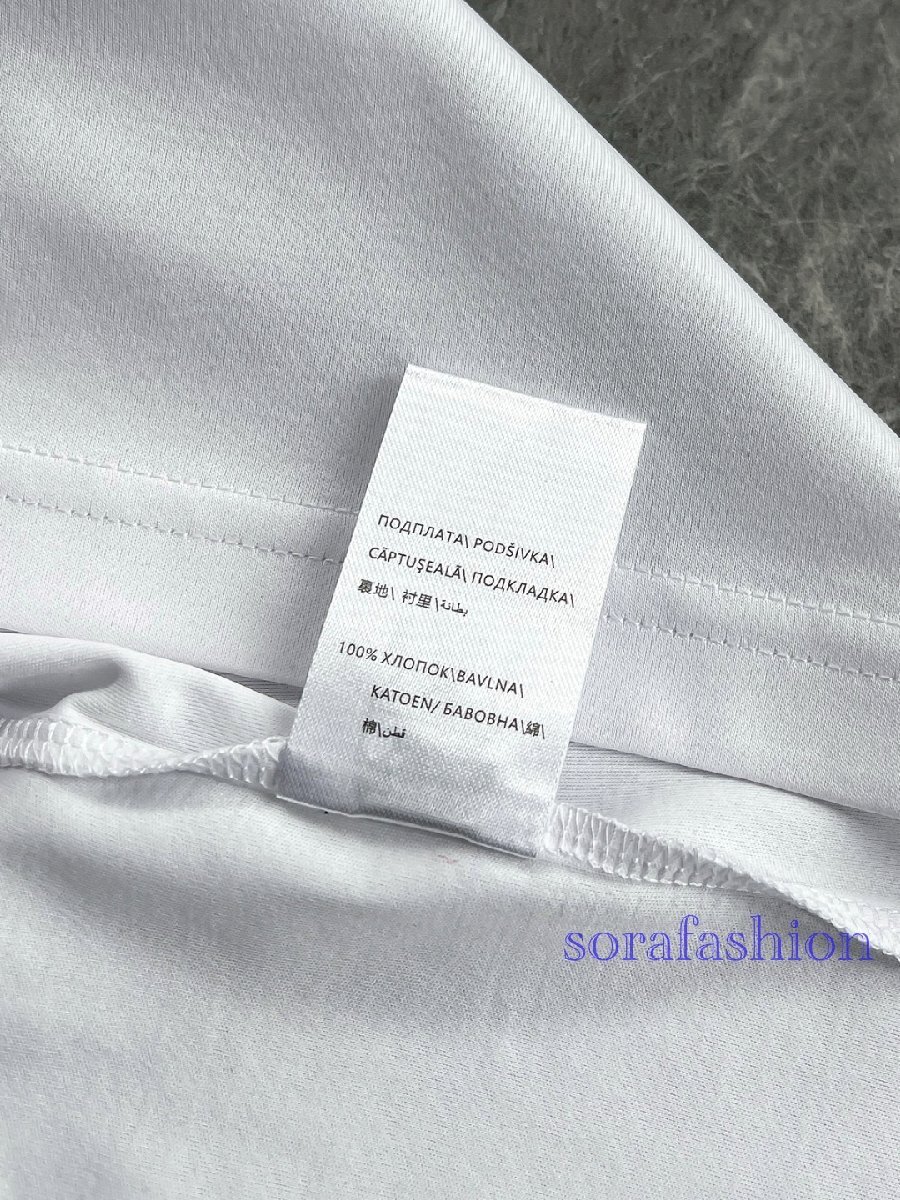 ПОДПЛАТА\ PODŠIVKA\
CĂPTUŞEALĂ\ ПОДКЛАДКА\
裏地\ 衬里\بطانة
100% ХЛОПОК\BAVLNA\
KATOEN/ БАВОВНА\綿\
棉\قطن
sorafashion